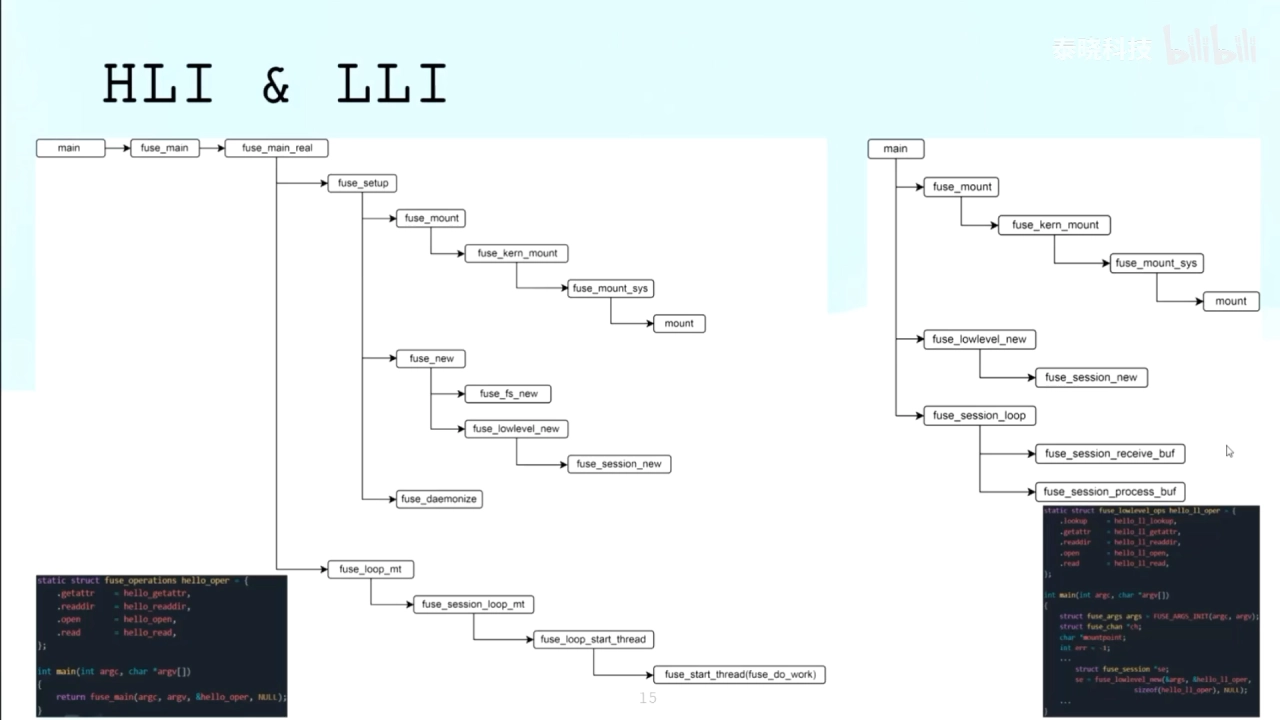 泰晓科技 bilibili
HLI & LLI
main
fuse_main
fuse_main_real
fuse_setup
fuse_mount
fuse_kern_mount
fuse_mount_sys
mount
fuse_new
fuse_fs_new
fuse_lowlevel_new
fuse_session_new
fuse_daemonize
fuse_loop_mt
fuse_session_loop_mt
fuse_loop_start_thread
fuse_start_thread(fuse_do_work)
static struct fuse_operations hello_oper = {
.getattr = hello_getattr,
.readdir = hello_readdir,
.open = hello_open,
.read = hello_read,
};
int main(int argc, char *argv[])
{
return fuse_main(argc, argv, &hello_oper, NULL);
}
main
fuse_mount
fuse_kern_mount
fuse_mount_sys
mount
fuse_lowlevel_new
fuse_session_new
fuse_session_loop
fuse_session_receive_buf
fuse_session_process_buf
static struct fuse_lowlevel_ops hello_ll_oper = {
.lookup = hello_ll_lookup,
.getattr = hello_ll_getattr,
.readdir = hello_ll_readdir,
.open = hello_ll_open,
.read = hello_ll_read,
};
int main(int argc, char *argv[])
{
struct fuse_args args = FUSE_ARGS_INIT(argc, argv);
struct fuse_chan *ch;
char *mountpoint;
int err = -1;
...
struct fuse_session *se;
se = fuse_lowlevel_new(&args, &hello_ll_oper,
sizeof(hello_ll_oper), NULL);
...
}
15